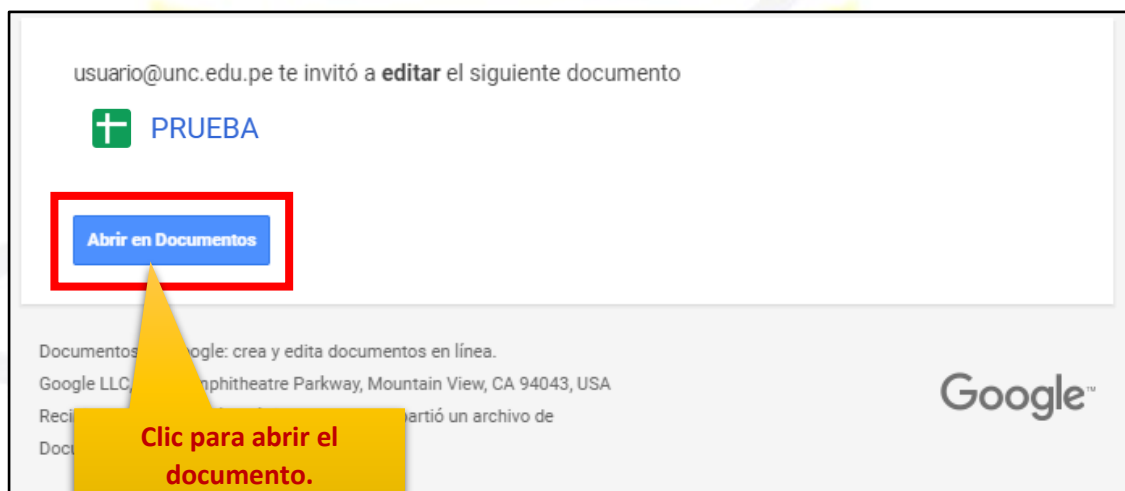 usuario@unc.edu.pe te invitó a editar el siguiente documento
PRUEBA
Abrir en Documentos
Documentos ogle: crea y edita documentos en línea.
Google LLC, mphitheatre Parkway, Mountain View, CA 94043, USA
Reci artió un archivo de
Docu
Google™
Clic para abrir el
documento.